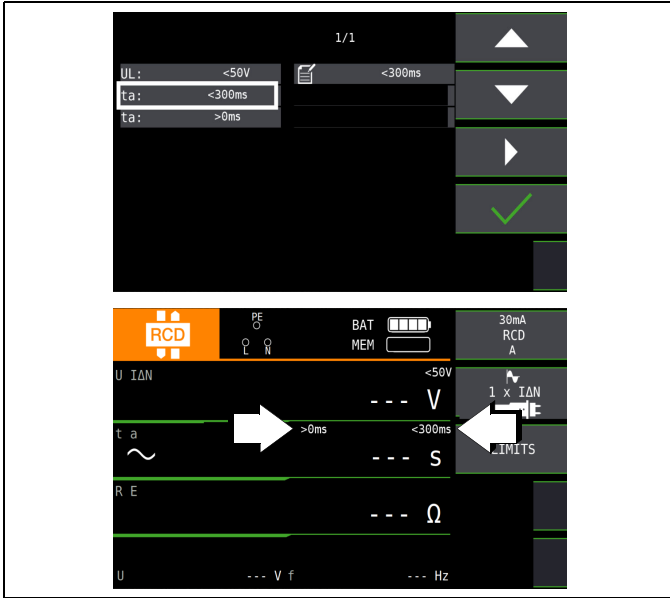 1/1
UL: <50V <300ms
ta: <300ms
ta: >0ms
RCD
PE
L N
BAT
MEM
30mA
RCD
A
U IΔN <50V
--- V
1 x IΔN
t a >0ms <300ms
--- s
LIMITS
R E
--- Ω
U --- V f --- Hz